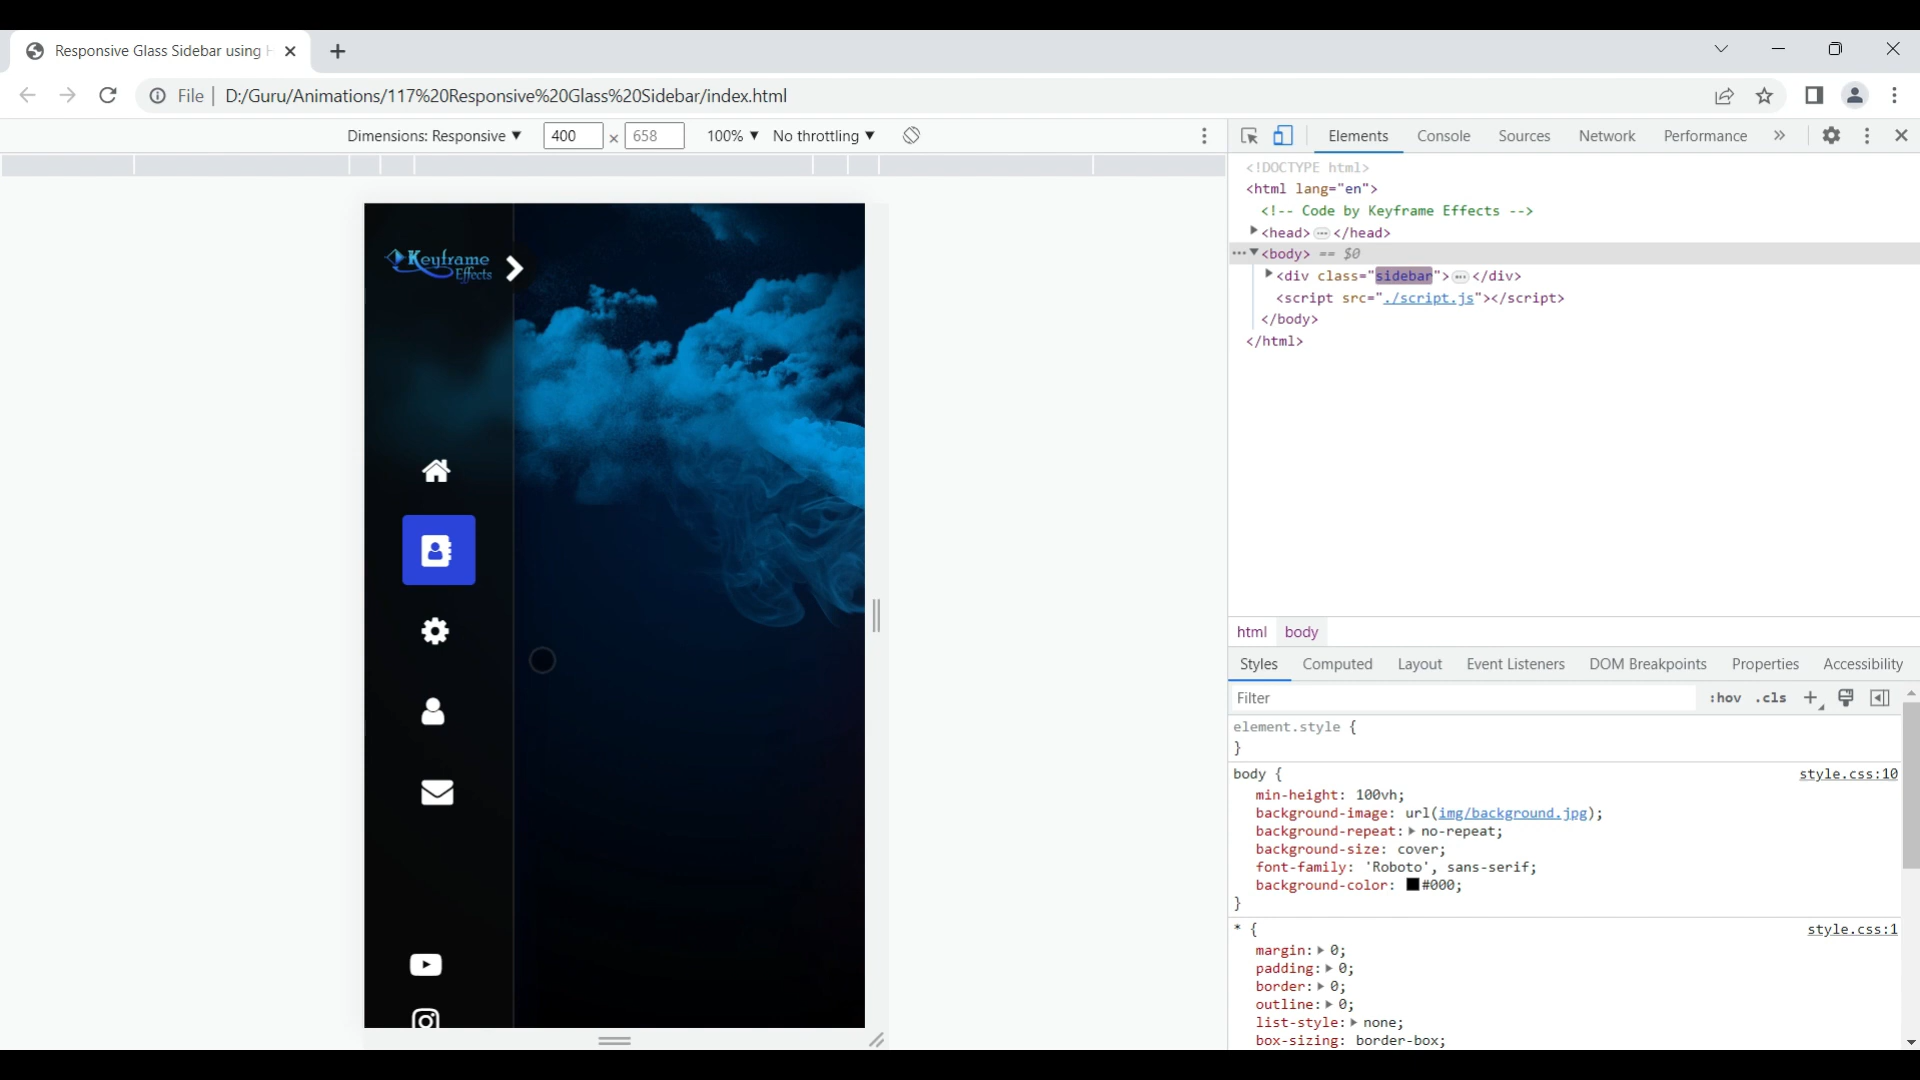 Responsive Glass Sidebar using H
File | D:/Guru/Animations/117%20Responsive%20Glass%20Sidebar/index.html
Dimensions: Responsive 400 × 658 100% No throttling
Elements Console Sources Network Performance »
<!DOCTYPE html>
<html lang="en">
<!-- Code by Keyframe Effects -->
<head> … </head>
… <body> == $0
<div class="sidebar"> … </div>
<script src="./script.js"></script>
</body>
</html>
Keyframe
Effects
html body
Styles Computed Layout Event Listeners DOM Breakpoints Properties Accessibility
Filter :hov .cls +
element.style {
}
body { style.css:10
min-height: 100vh;
background-image: url(img/background.jpg);
background-repeat: no-repeat;
background-size: cover;
font-family: 'Roboto', sans-serif;
background-color: #000;
}
* { style.css:1
margin: 0;
padding: 0;
border: 0;
outline: 0;
list-style: none;
box-sizing: border-box;